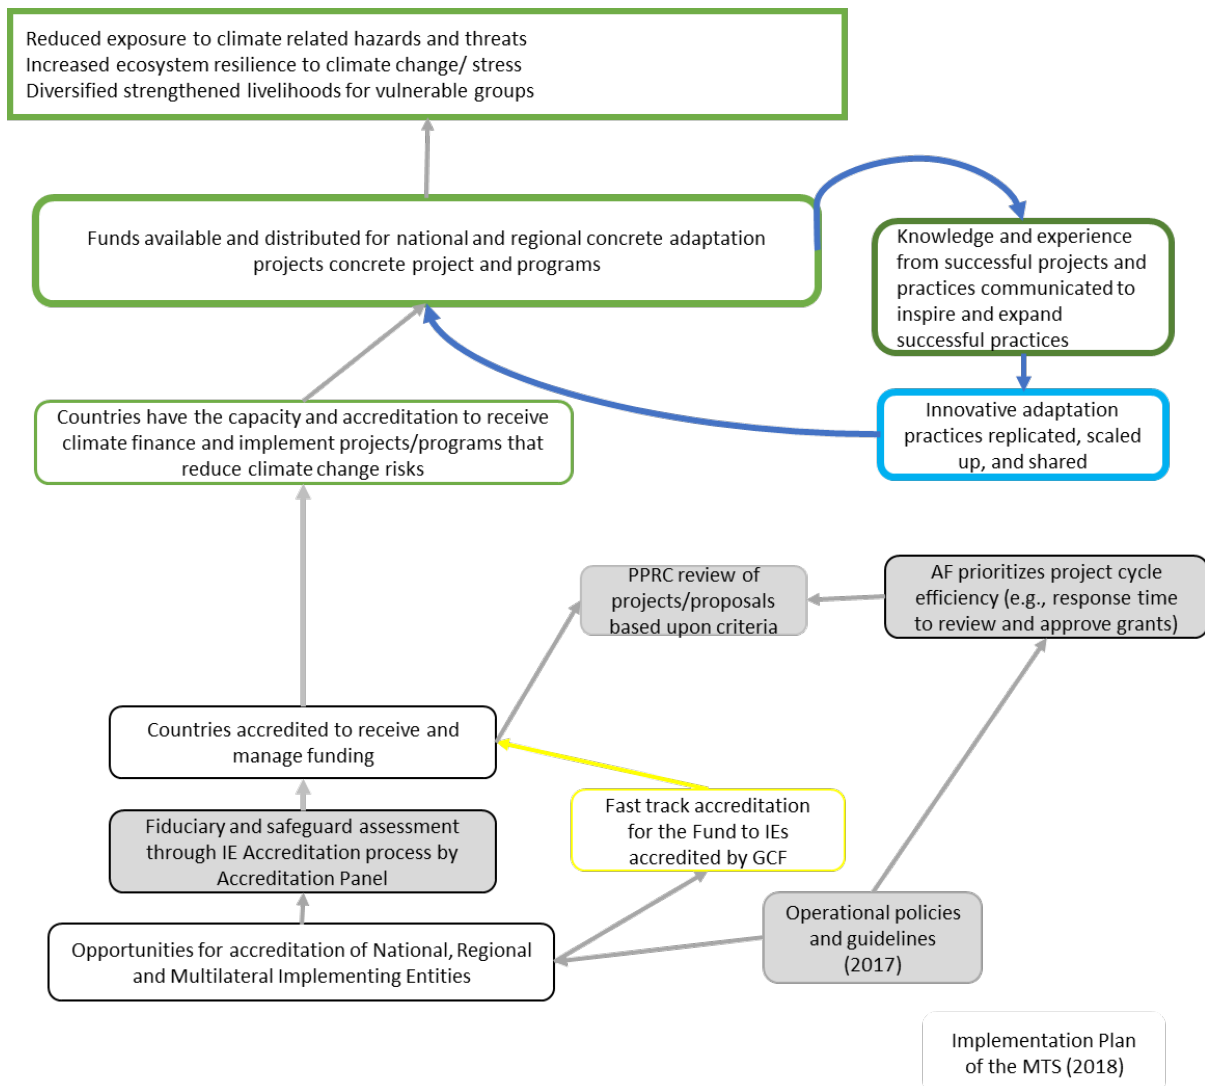 Reduced exposure to climate related hazards and threats
Increased ecosystem resilience to climate change/ stress
Diversified strengthened livelihoods for vulnerable groups
Funds available and distributed for national and regional concrete adaptation
projects concrete project and programs
Knowledge and experience
from successful projects and
practices communicated to
inspire and expand
successful practices
Countries have the capacity and accreditation to receive
climate finance and implement projects/programs that
reduce climate change risks
Innovative adaptation
practices replicated, scaled
up, and shared
PPRC review of
projects/proposals
based upon criteria
AF prioritizes project cycle
efficiency (e.g., response time
to review and approve grants)
Countries accredited to receive and
manage funding
Fiduciary and safeguard assessment
through IE Accreditation process by
Accreditation Panel
Fast track accreditation
for the Fund to IEs
accredited by GCF
Opportunities for accreditation of National, Regional
and Multilateral Implementing Entities
Operational policies
and guidelines
(2017)
Implementation Plan
of the MTS (2018)